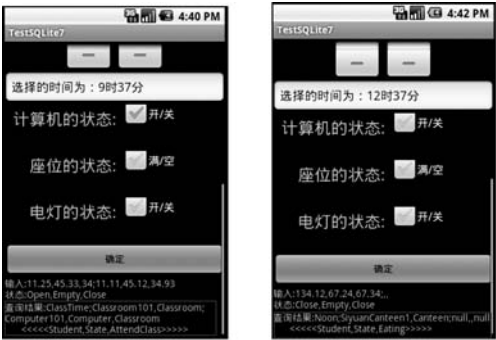 4:40 PM
TestSQLite7
选择的时间为：9时37分
计算机的状态: 开/关
座位的状态: 满/空
电灯的状态: 开/关
确定
输入:11.25,45.33,34;11.11,45.12,34.93
状态:Open,Empty,Close
查询结果:ClassTime;Classroom101,Classroom;
Computer101,Computer,Classroom
<<<<<Student,State,AttendClass>>>>>
4:42 PM
TestSQLite7
选择的时间为：12时37分
计算机的状态: 开/关
座位的状态: 满/空
电灯的状态: 开/关
确定
输入:134.12,67.24,67.34;,,
状态:Close,Empty,Close
查询结果:Noon;SiyuanCanteen1,Canteen;null,,null
<<<<<Student,State,Eating>>>>>